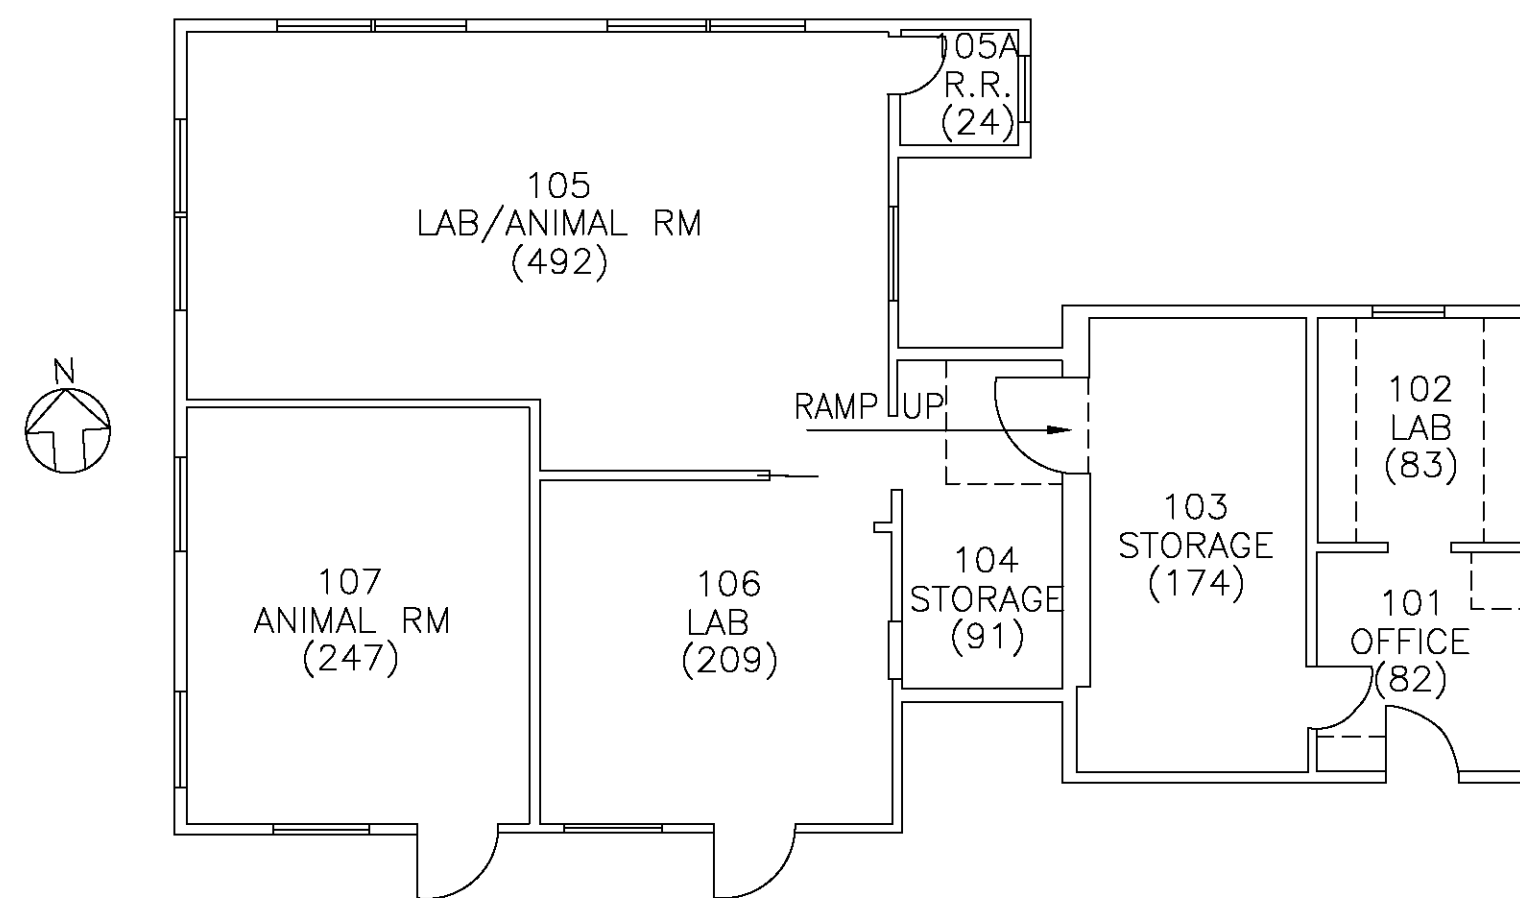 105A
R.R.
(24)
105
LAB/ANIMAL RM
(492)
N
RAMP UP
102
LAB
(83)
103
STORAGE
(174)
104
STORAGE
(91)
107
ANIMAL RM
(247)
106
LAB
(209)
101
OFFICE
(82)